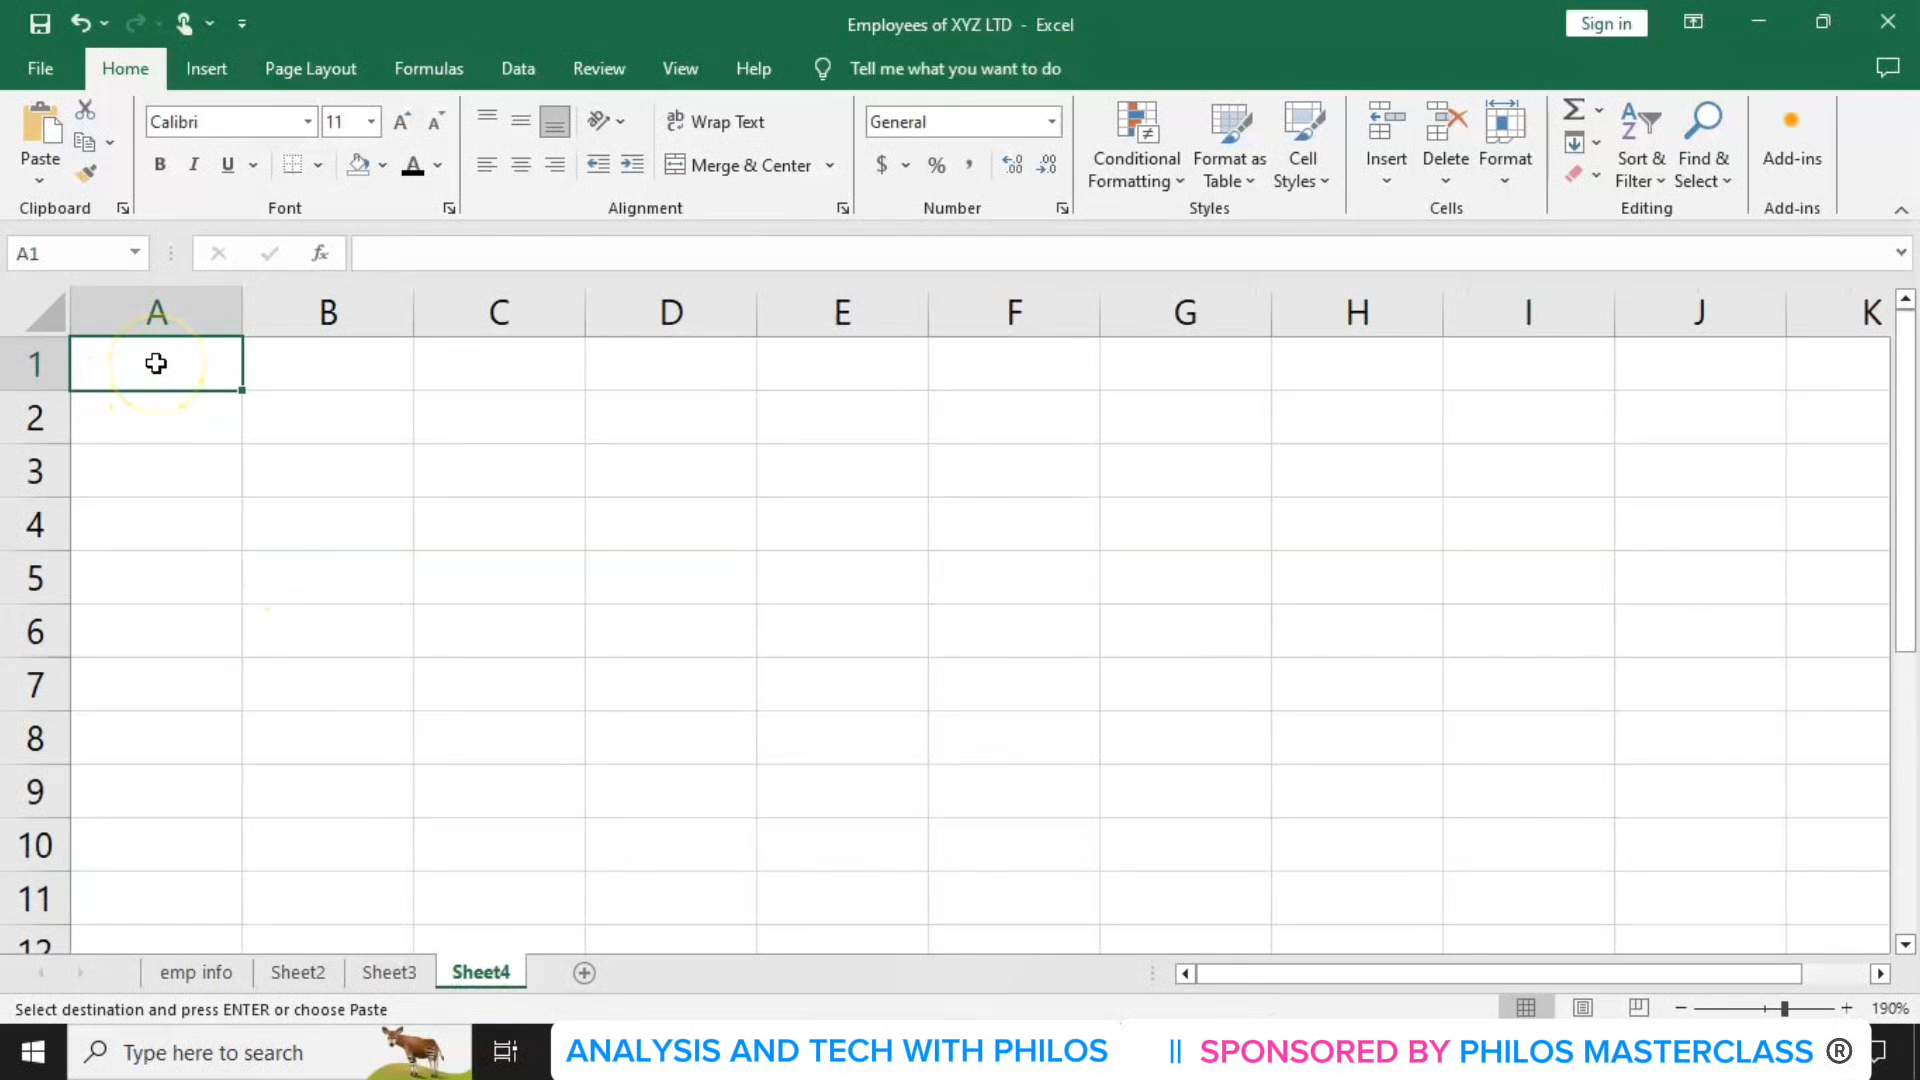 Employees of XYZ LTD - Excel
Sign in
File Home Insert Page Layout Formulas Data Review View Help Tell me what you want to do
Paste
Clipboard
Calibri 11
B I U A
Font
ab Wrap Text
Merge & Center
Alignment
General
$ % ,
Number
Conditional Formatting
Format as Table
Cell Styles
Styles
Insert Delete Format
Cells
Sort & Filter
Find & Select
Editing
Add-ins
Add-ins
A1 fx
A B C D E F G H I J K
1
2
3
4
5
6
7
8
9
10
11
12
emp info Sheet2 Sheet3 Sheet4
Select destination and press ENTER or choose Paste
190%
Type here to search
ANALYSIS AND TECH WITH PHILOS || SPONSORED BY PHILOS MASTERCLASS ®